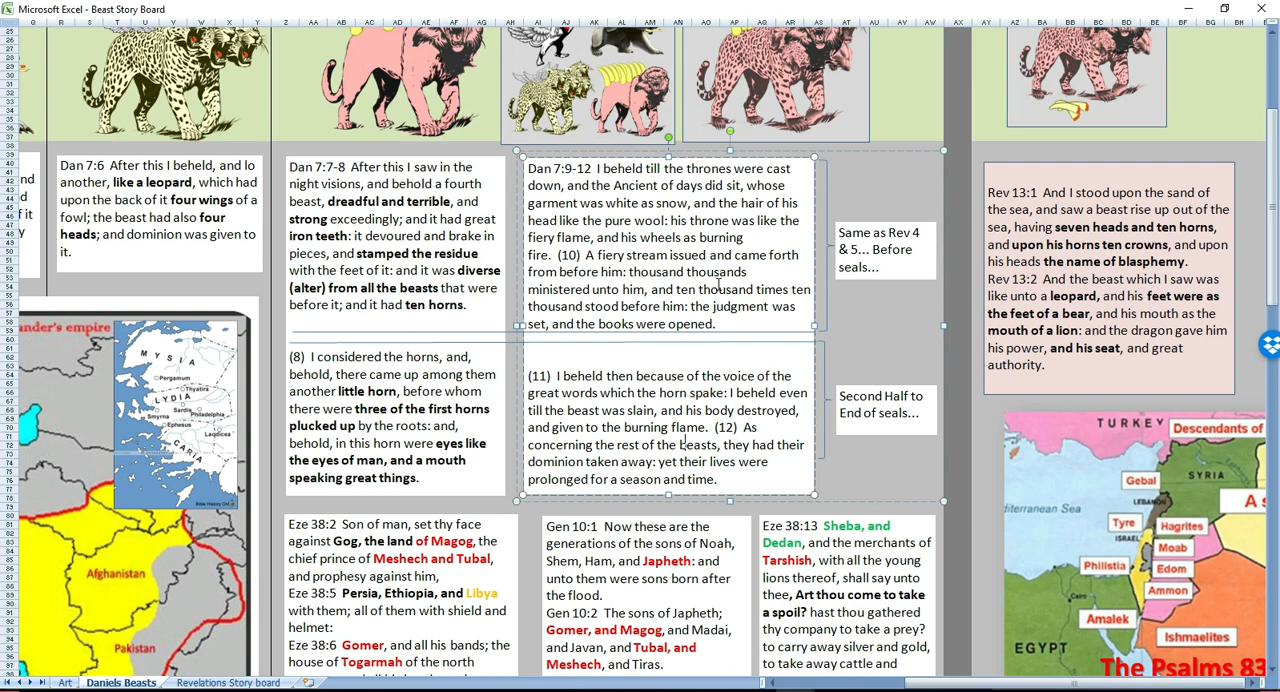 Microsoft Excel - Beast Story Board
Dan 7:6 After this I beheld, and lo
another, like a leopard, which had
upon the back of it four wings of a
fowl; the beast had also four
heads; and dominion was given to
it.
Dan 7:7-8 After this I saw in the
night visions, and behold a fourth
beast, dreadful and terrible, and
strong exceedingly; and it had great
iron teeth: it devoured and brake in
pieces, and stamped the residue
with the feet of it: and it was diverse
(alter) from all the beasts that were
before it; and it had ten horns.
(8) I considered the horns, and,
behold, there came up among them
another little horn, before whom
there were three of the first horns
plucked up by the roots: and,
behold, in this horn were eyes like
the eyes of man, and a mouth
speaking great things.
Dan 7:9-12 I beheld till the thrones were cast
down, and the Ancient of days did sit, whose
garment was white as snow, and the hair of his
head like the pure wool: his throne was like the
fiery flame, and his wheels as burning
fire. (10) A fiery stream issued and came forth
from before him: thousand thousands
ministered unto him, and ten thousand times ten
thousand stood before him: the judgment was
set, and the books were opened.
(11) I beheld then because of the voice of the
great words which the horn spake: I beheld even
till the beast was slain, and his body destroyed,
and given to the burning flame. (12) As
concerning the rest of the beasts, they had their
dominion taken away: yet their lives were
prolonged for a season and time.
Same as Rev 4
& 5... Before
seals...
Second Half to
End of seals...
Rev 13:1 And I stood upon the sand of
the sea, and saw a beast rise up out of the
sea, having seven heads and ten horns,
and upon his horns ten crowns, and upon
his heads the name of blasphemy.
Rev 13:2 And the beast which I saw was
like unto a leopard, and his feet were as
the feet of a bear, and his mouth as the
mouth of a lion: and the dragon gave him
his power, and his seat, and great
authority.
ander's empire
MYSIA
Pergamum
Thyatira
LYDIA
Sardis
Smyrna
Philadelphia
Ephesus
Laodicea
CARIA
Afghanistan
Pakistan
Eze 38:2 Son of man, set thy face
against Gog, the land of Magog, the
chief prince of Meshech and Tubal,
and prophesy against him,
Eze 38:5 Persia, Ethiopia, and Libya
with them; all of them with shield and
helmet:
Eze 38:6 Gomer, and all his bands; the
house of Togarmah of the north
Gen 10:1 Now these are the
generations of the sons of Noah,
Shem, Ham, and Japheth: and
unto them were sons born after
the flood.
Gen 10:2 The sons of Japheth;
Gomer, and Magog, and Madai,
and Javan, and Tubal, and
Meshech, and Tiras.
Eze 38:13 Sheba, and
Dedan, and the merchants of
Tarshish, with all the young
lions thereof, shall say unto
thee, Art thou come to take
a spoil? hast thou gathered
thy company to take a prey?
to carry away silver and gold,
to take away cattle and
TURKEY
Descendants of
Gebal
SYRIA
LEBANON
diterranean Sea
A s
Tyre
Hagrites
ISRAEL
Moab
Philistia
Edom
Ammon
Cairo
Amalek
EGYPT
Ishmaelites
The Psalms 83
Art
Daniels Beasts
Revelations Story board